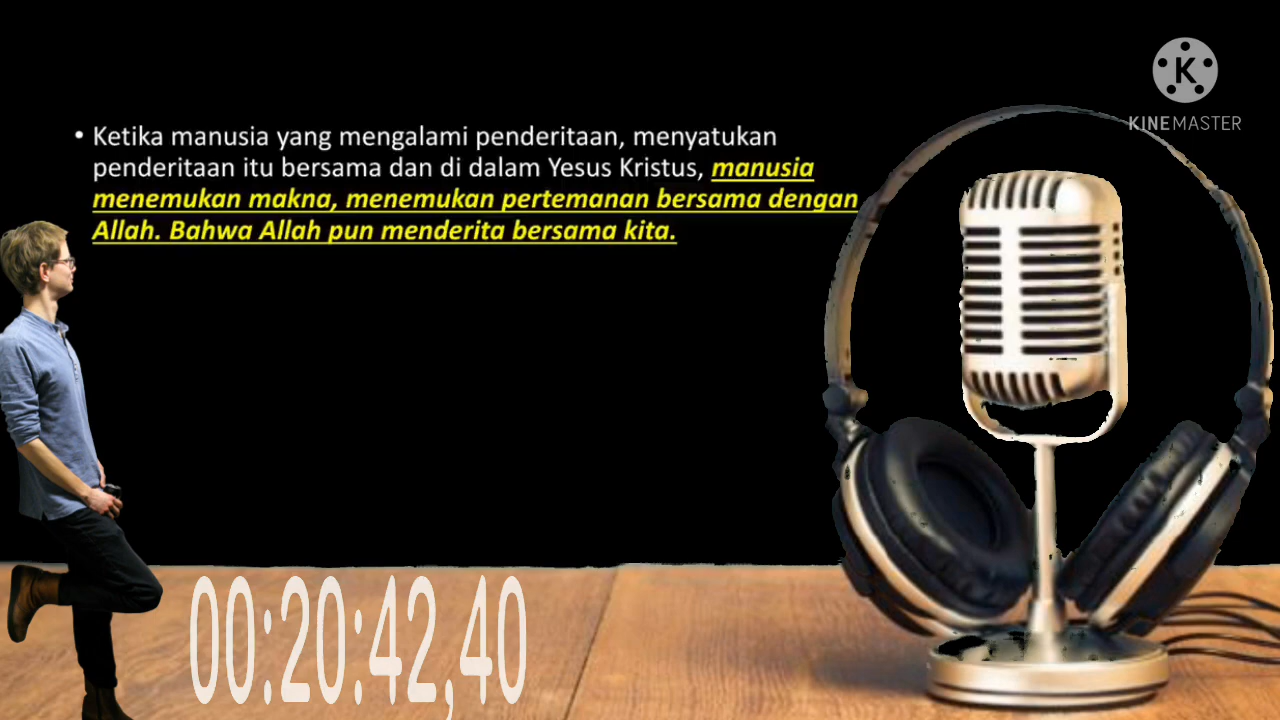 K
KINEMASTER
• Ketika manusia yang mengalami penderitaan, menyatukan
penderitaan itu bersama dan di dalam Yesus Kristus, manusia
menemukan makna, menemukan pertemanan bersama dengan
Allah. Bahwa Allah pun menderita bersama kita.
00:20:42,40